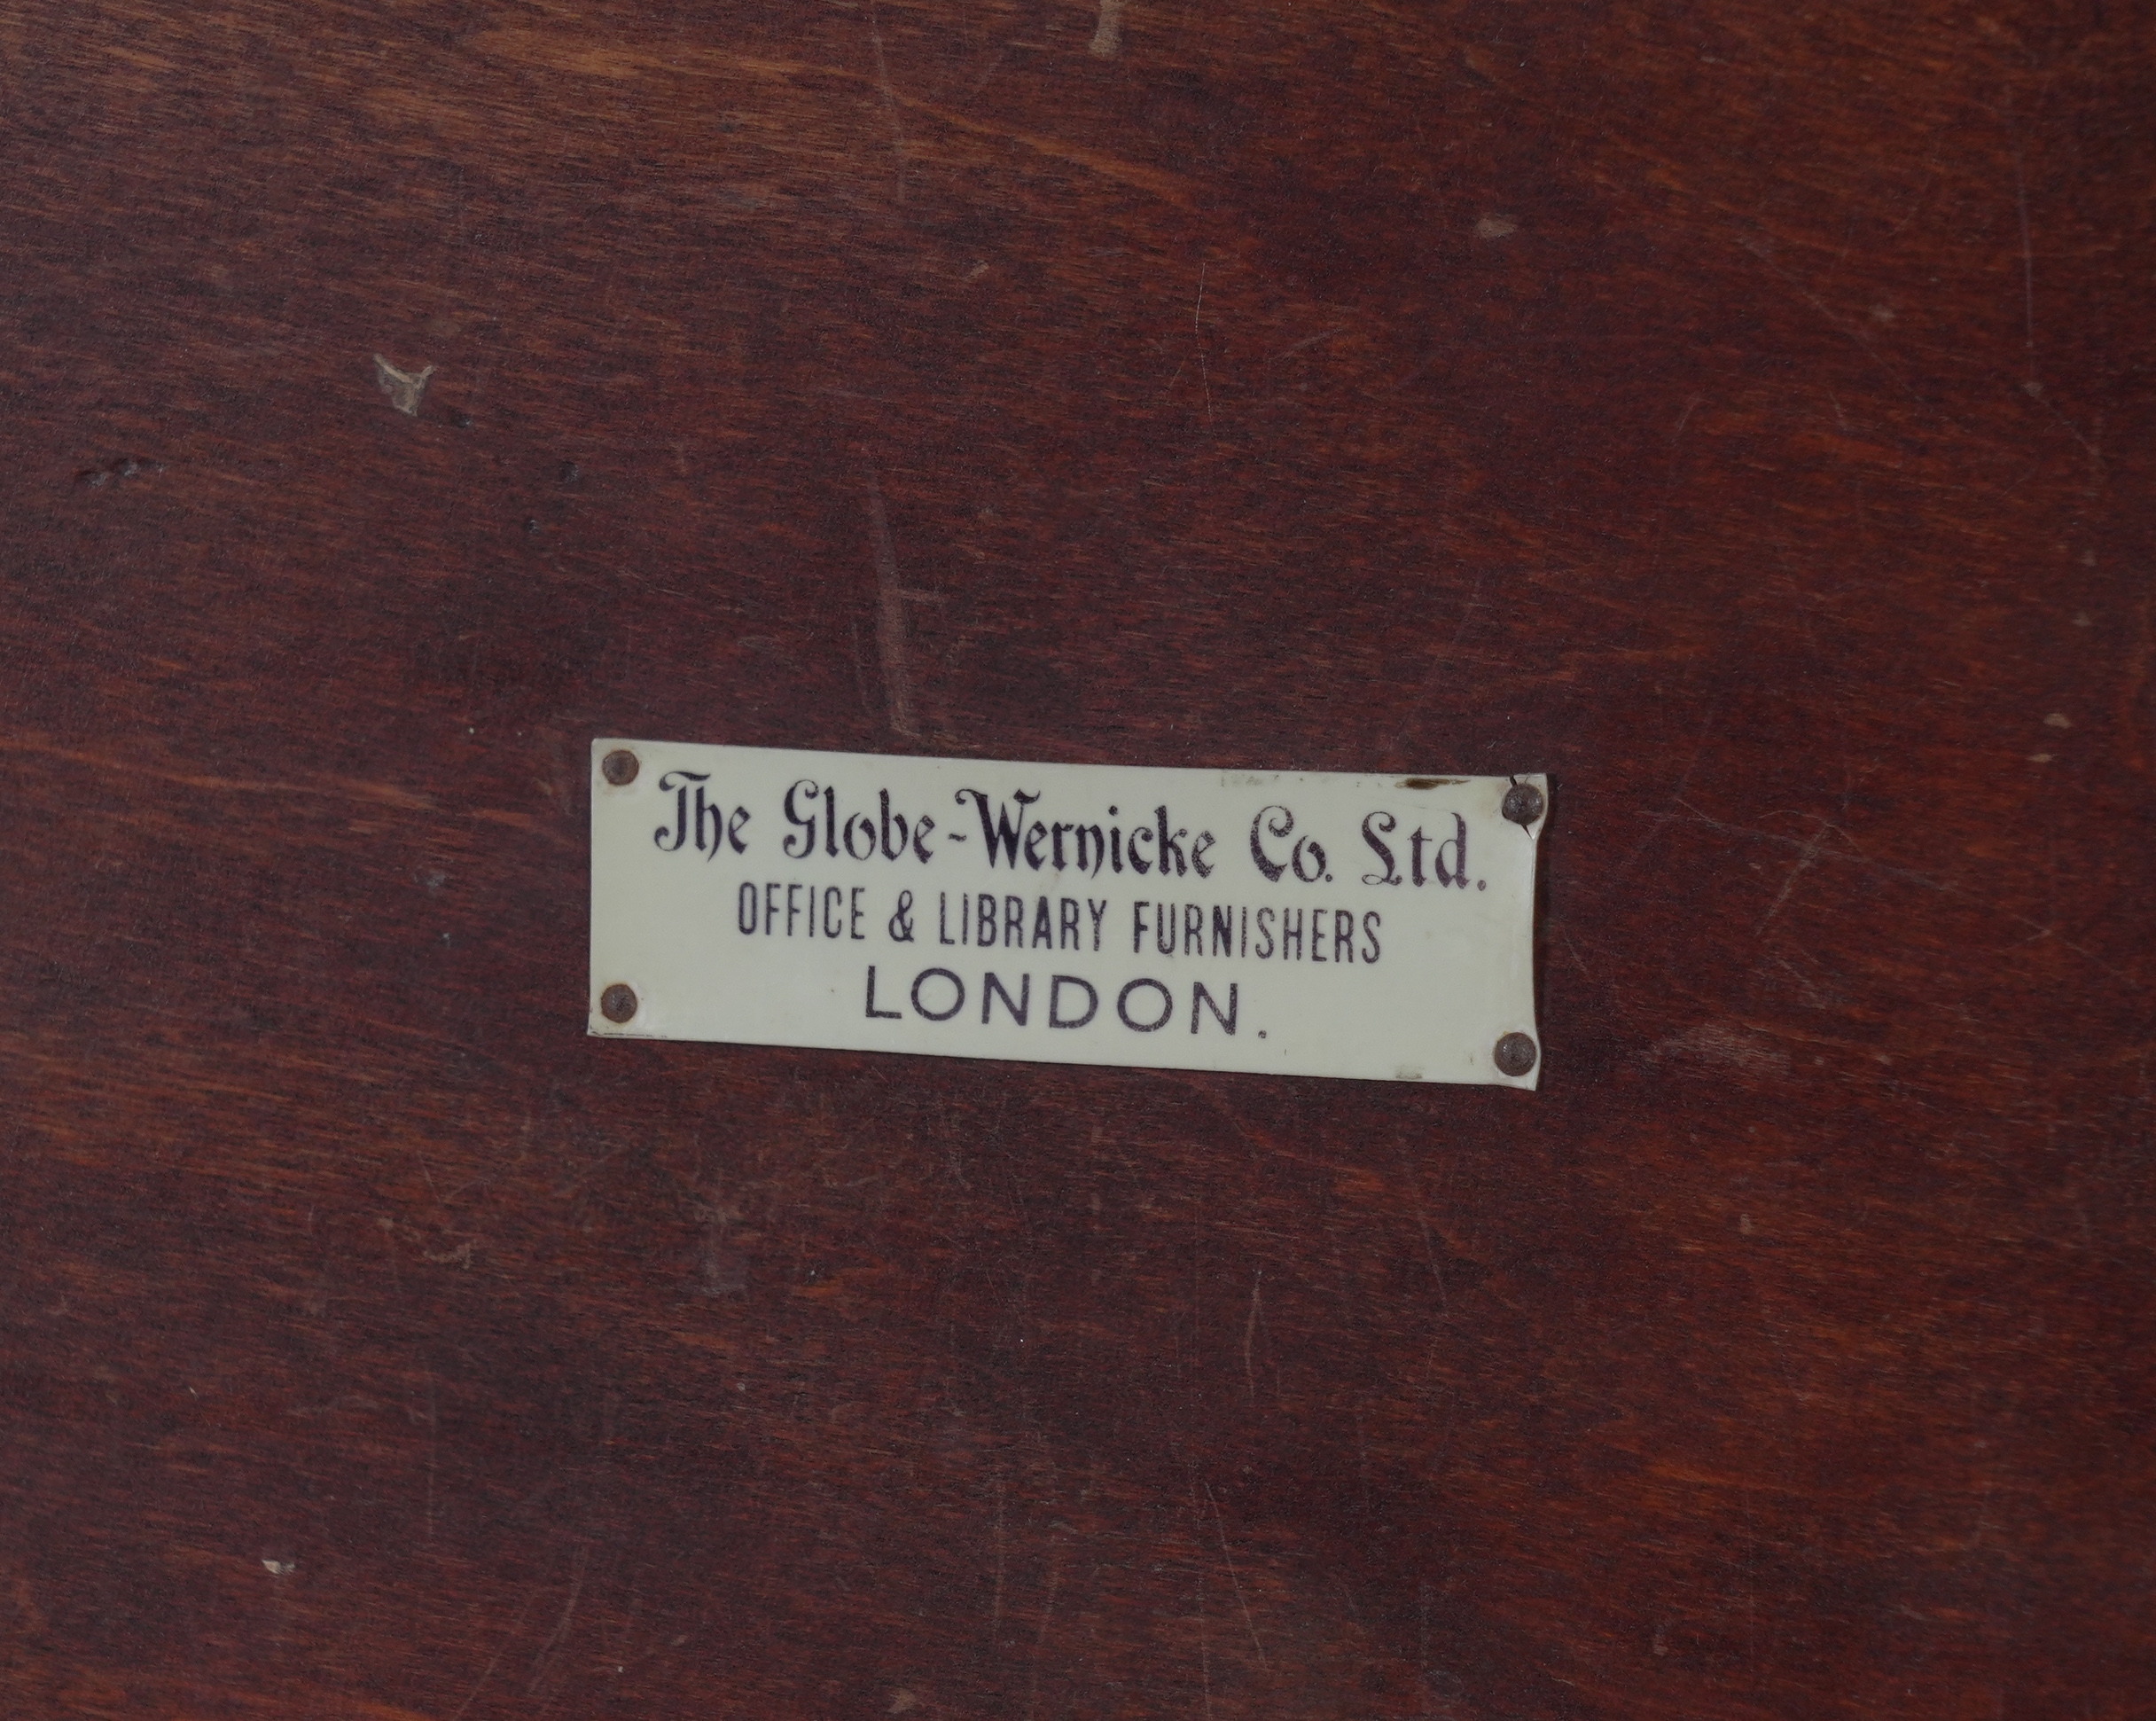 The Globe-Wernicke Co. Ltd.
OFFICE & LIBRARY FURNISHERS
LONDON.